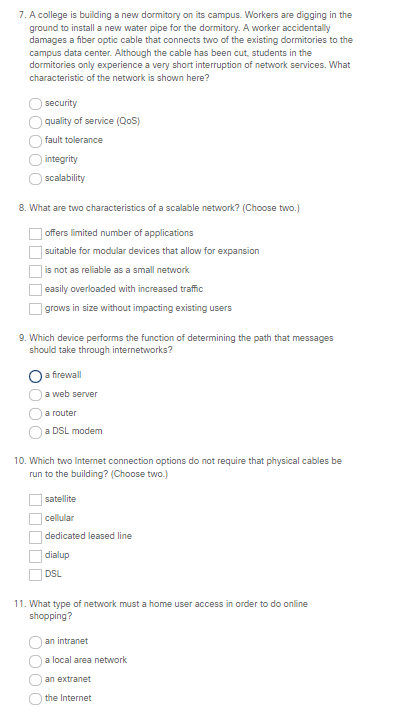 7. A college is building a new dormitory on its campus. Workers are digging in the
ground to install a new water pipe for the dormitory. A worker accidentally
damages a fiber optic cable that connects two of the existing dormitories to the
campus data center. Although the cable has been cut, students in the
dormitories only experience a very short interruption of network services. What
characteristic of the network is shown here?
security
quality of service (QoS)
fault tolerance
integrity
scalability
8. What are two characteristics of a scalable network? (Choose two.)
offers limited number of applications
suitable for modular devices that allow for expansion
is not as reliable as a small network
easily overloaded with increased traffic
grows in size without impacting existing users
9. Which device performs the function of determining the path that messages
should take through internetworks?
a firewall
a web server
a router
a DSL modem
10. Which two Internet connection options do not require that physical cables be
run to the building? (Choose two.)
satellite
cellular
dedicated leased line
dialup
DSL
11. What type of network must a home user access in order to do online
shopping?
an intranet
a local area network
an extranet
the Internet